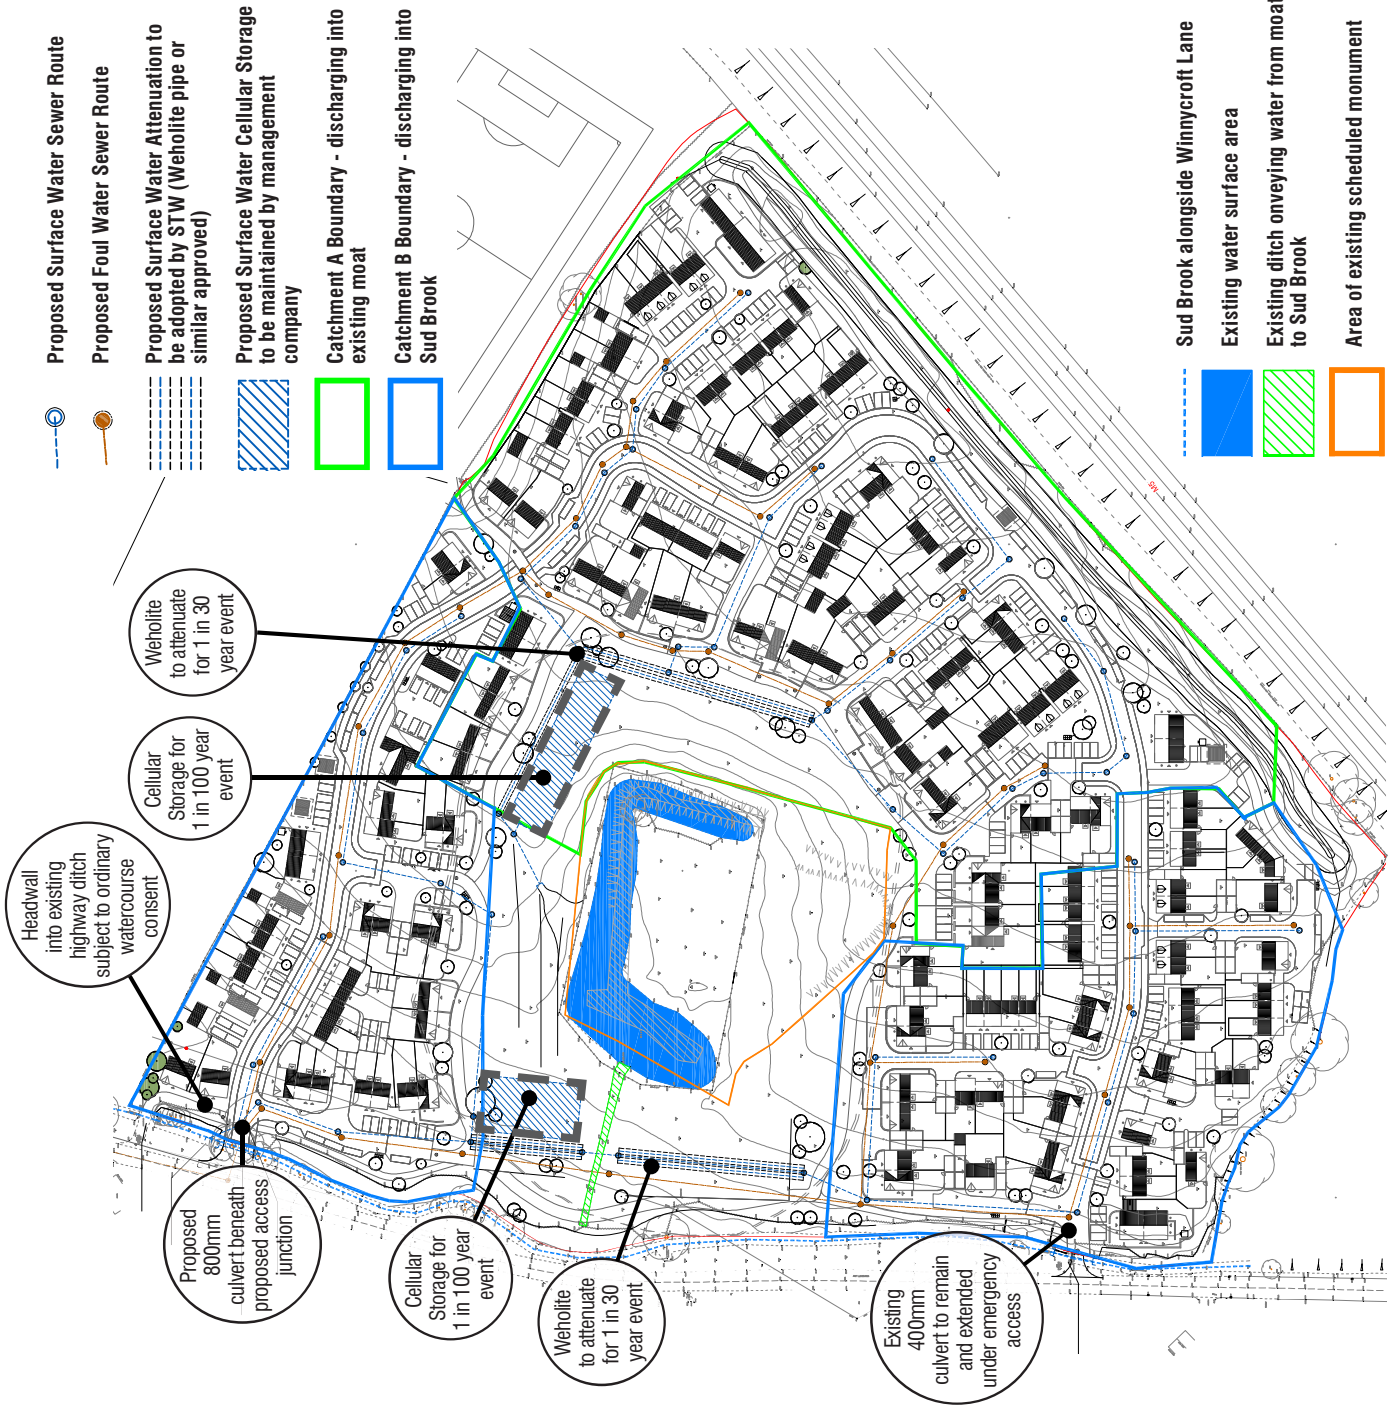 Proposed Surface Water Sewer Route
Proposed Foul Water Sewer Route
Proposed Surface Water Attenuation to
be adopted by STW (Weholite pipe or
similar approved)
Proposed Surface Water Cellular Storage
to be maintained by management
company
Catchment A Boundary - discharging into
existing moat
Catchment B Boundary - discharging into
Sud Brook
Sud Brook alongside Winnycroft Lane
Existing water surface area
Existing ditch onveying water from moat
to Sud Brook
Area of existing scheduled monument
Weholite
to attenuate
for 1 in 30
year event
Cellular
Storage for
1 in 100 year
event
Headwall
into existing
highway ditch
subject to ordinary
watercourse
consent
Proposed
800mm
culvert beneath
proposed access
junction
Cellular
Storage for
1 in 100 year
event
Weholite
to attenuate
for 1 in 30
year event
Existing
400mm
culvert to remain
and extended
under emergency
access
M5